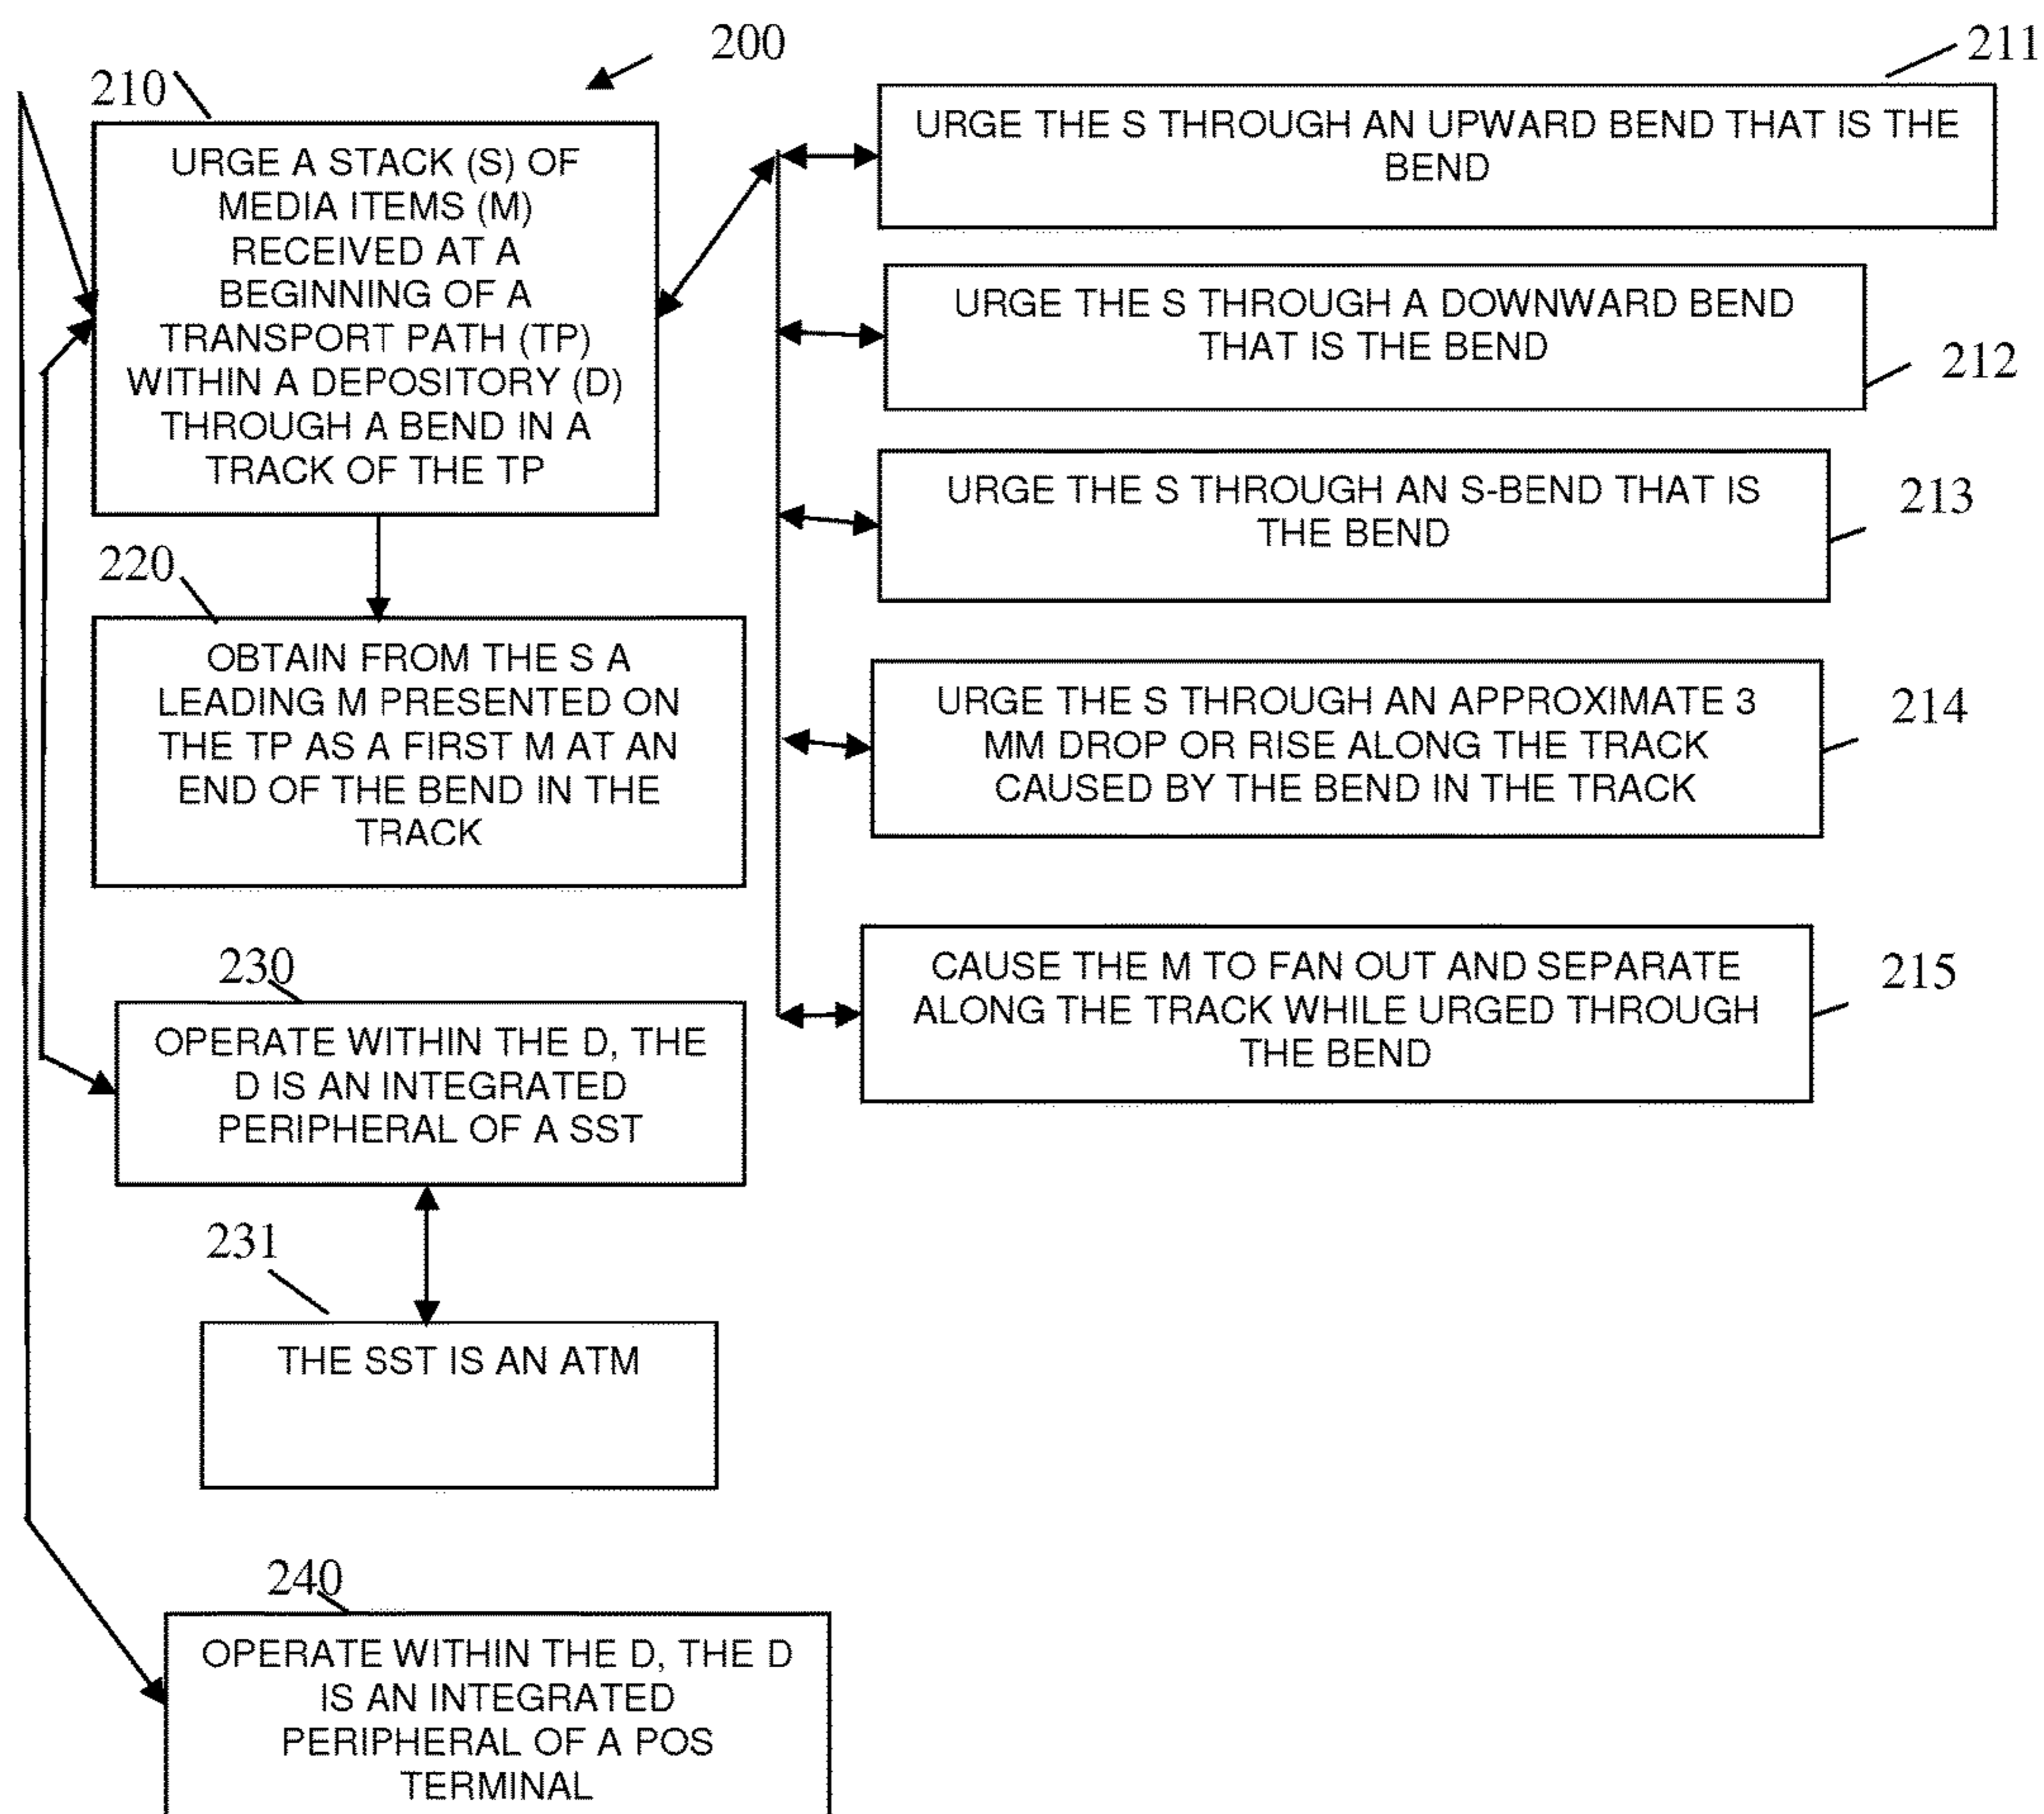 200
210
URGE A STACK (S) OF
MEDIA ITEMS (M)
RECEIVED AT A
BEGINNING OF A
TRANSPORT PATH (TP)
WITHIN A DEPOSITORY (D)
THROUGH A BEND IN A
TRACK OF THE TP
220
OBTAIN FROM THE S A
LEADING M PRESENTED ON
THE TP AS A FIRST M AT AN
END OF THE BEND IN THE
TRACK
230
OPERATE WITHIN THE D, THE
D IS AN INTEGRATED
PERIPHERAL OF A SST
231
THE SST IS AN ATM
240
OPERATE WITHIN THE D, THE D
IS AN INTEGRATED
PERIPHERAL OF A POS
TERMINAL
211
URGE THE S THROUGH AN UPWARD BEND THAT IS THE
BEND
URGE THE S THROUGH A DOWNWARD BEND
THAT IS THE BEND
212
URGE THE S THROUGH AN S-BEND THAT IS
THE BEND
213
URGE THE S THROUGH AN APPROXIMATE 3
MM DROP OR RISE ALONG THE TRACK
CAUSED BY THE BEND IN THE TRACK
214
CAUSE THE M TO FAN OUT AND SEPARATE
ALONG THE TRACK WHILE URGED THROUGH
THE BEND
215